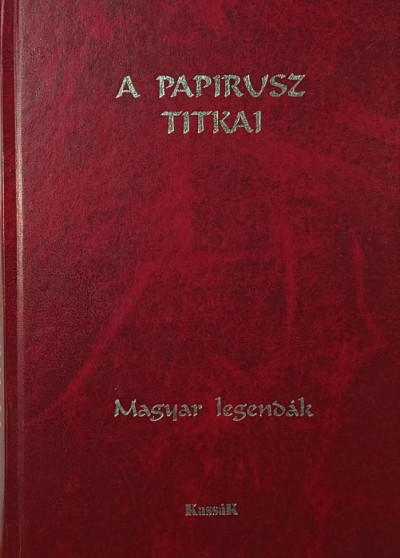 A PAPIRUSZ
TITKAI
Magyar legendák
KassáK